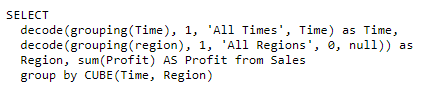 SELECT
decode(grouping(Time), 1, 'All Times', Time) as Time,
decode(grouping(region), 1, 'All Regions', 0, null)) as
Region, sum(Profit) AS Profit from Sales
group by CUBE(Time, Region)